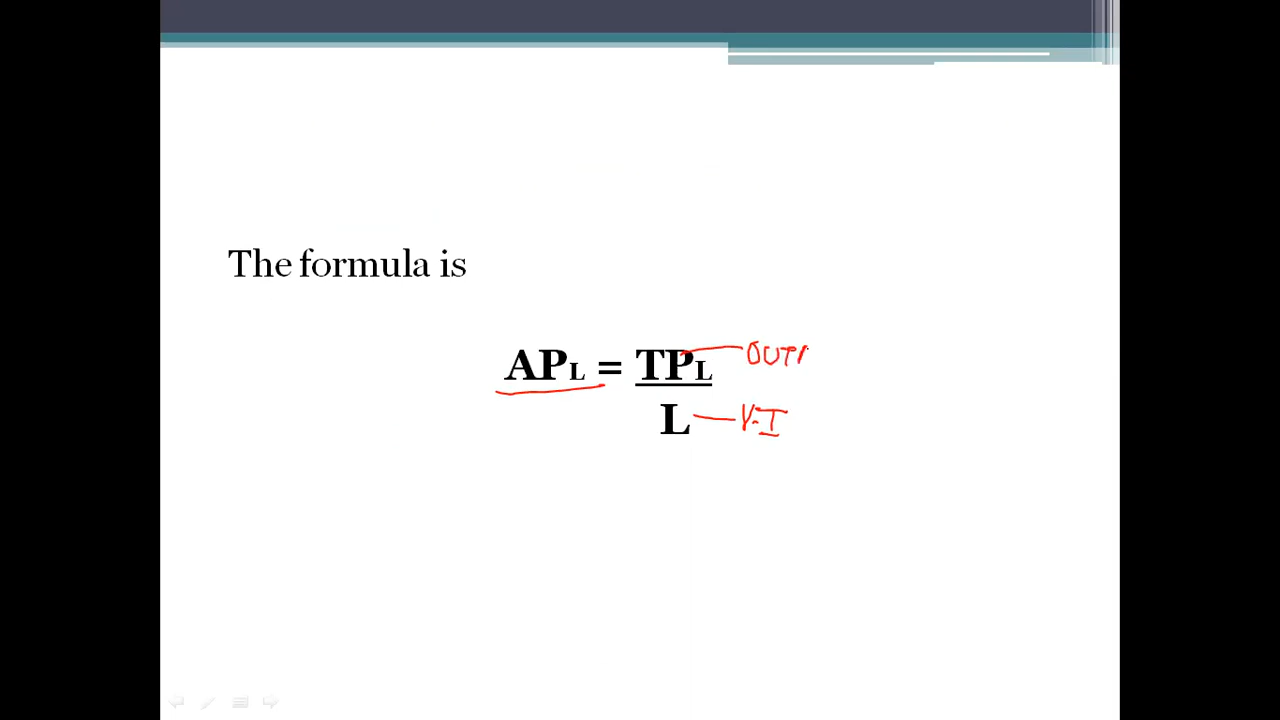 The formula is
APL = TPL OUTP
L V.I